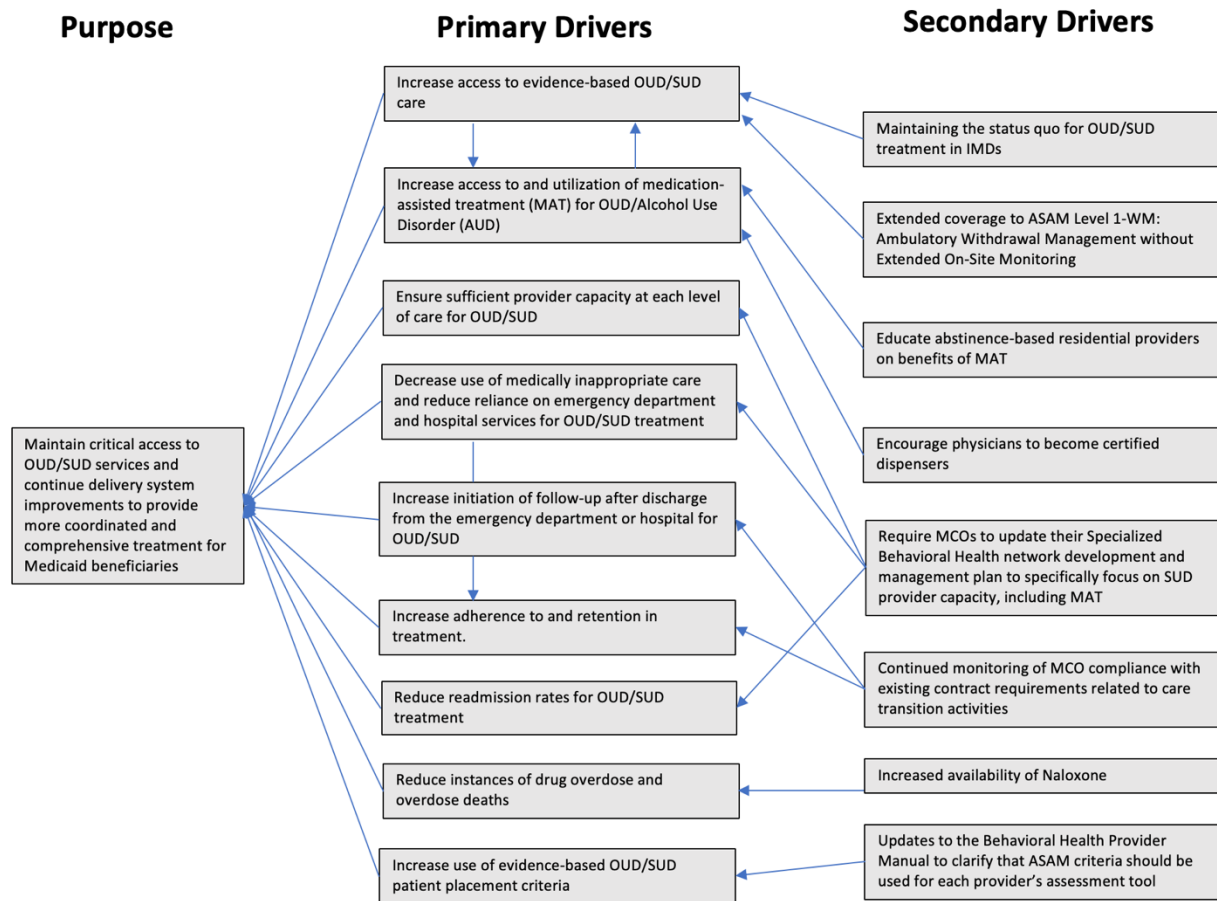 Purpose
Primary Drivers
Secondary Drivers
Maintain critical access to
OUD/SUD services and
continue delivery system
improvements to provide
more coordinated and
comprehensive treatment for
Medicaid beneficiaries
Increase access to evidence-based OUD/SUD
care
Increase access to and utilization of medication-
assisted treatment (MAT) for OUD/Alcohol Use
Disorder (AUD)
Ensure sufficient provider capacity at each level
of care for OUD/SUD
Decrease use of medically inappropriate care
and reduce reliance on emergency department
and hospital services for OUD/SUD treatment
Increase initiation of follow-up after discharge
from the emergency department or hospital for
OUD/SUD
Increase adherence to and retention in
treatment.
Reduce readmission rates for OUD/SUD
treatment
Reduce instances of drug overdose and
overdose deaths
Increase use of evidence-based OUD/SUD
patient placement criteria
Maintaining the status quo for OUD/SUD
treatment in IMDs
Extended coverage to ASAM Level 1-WM:
Ambulatory Withdrawal Management without
Extended On-Site Monitoring
Educate abstinence-based residential providers
on benefits of MAT
Encourage physicians to become certified
dispensers
Require MCOs to update their Specialized
Behavioral Health network development and
management plan to specifically focus on SUD
provider capacity, including MAT
Continued monitoring of MCO compliance with
existing contract requirements related to care
transition activities
Increased availability of Naloxone
Updates to the Behavioral Health Provider
Manual to clarify that ASAM criteria should be
used for each provider’s assessment tool